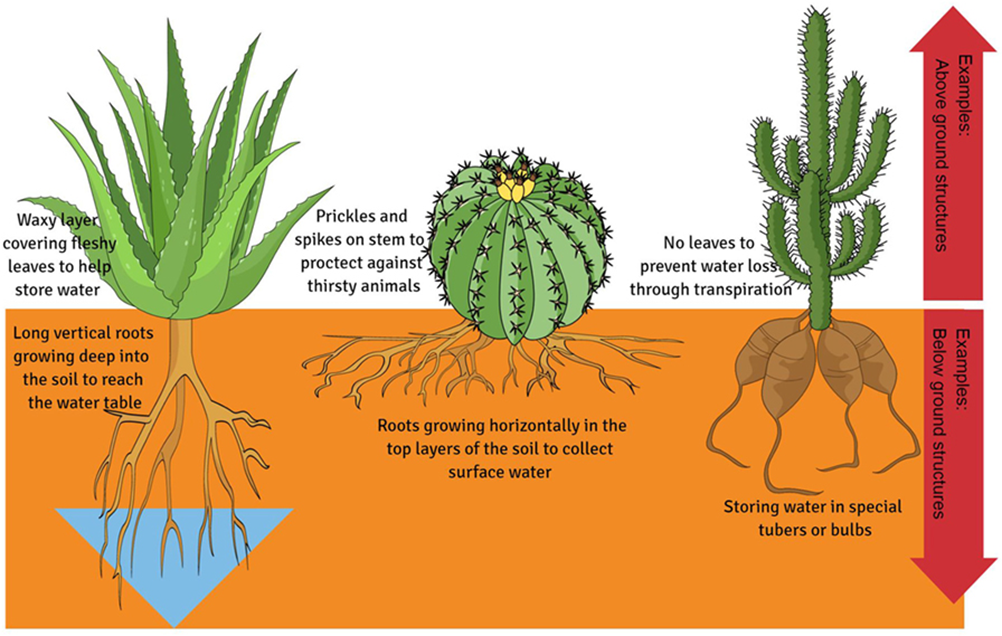 Waxy layer
covering fleshy
leaves to help
store water
Prickles and
spikes on stem to
proctect against
thirsty animals
No leaves to
prevent water loss
through transpiration
Examples:
Above ground structures
Long vertical roots
growing deep into
the soil to reach
the water table
Roots growing horizontally in the
top layers of the soil to collect
surface water
Storing water in special
tubers or bulbs
Examples:
Below ground structures